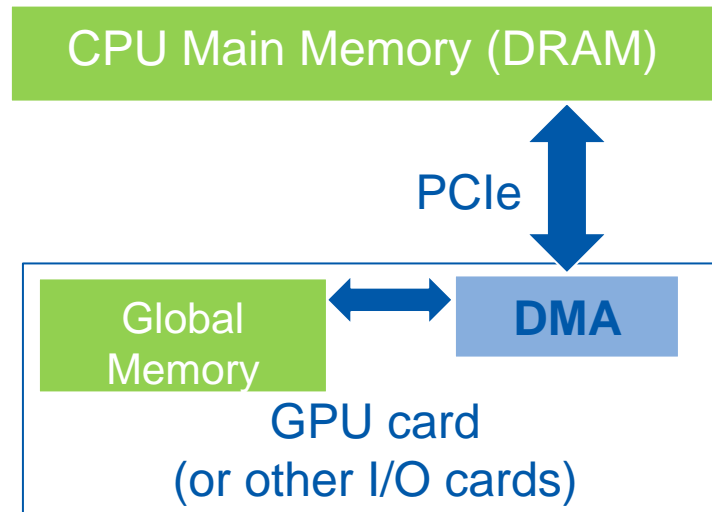 CPU Main Memory (DRAM)
PCIe
Global
Memory
DMA
GPU card
(or other I/O cards)